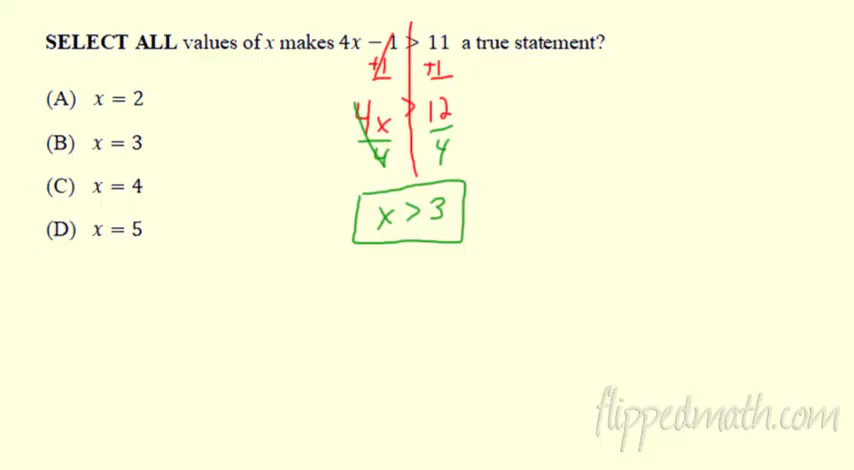 SELECT ALL values of x makes 4x − 1 > 11 a true statement?
+1 +1
(A) x = 2
4x > 12
4 4
(B) x = 3
(C) x = 4
x > 3
(D) x = 5
flippedmath.com